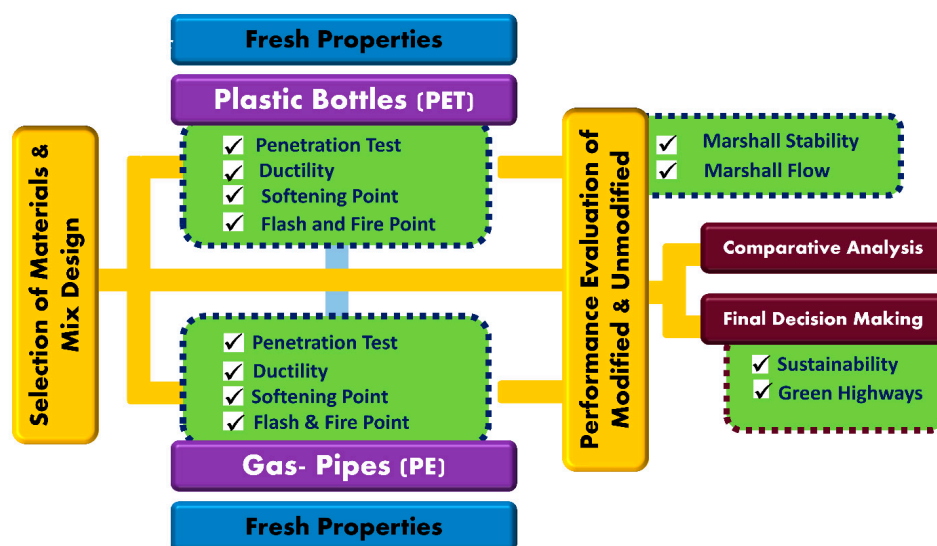 Fresh Properties
Plastic Bottles (PET)
Penetration Test
Ductility
Softening Point
Flash and Fire Point
Selection of Materials &
Mix Design
Penetration Test
Ductility
Softening Point
Flash & Fire Point
Gas- Pipes (PE)
Fresh Properties
Performance Evaluation of
Modified & Unmodified
Marshall Stability
Marshall Flow
Comparative Analysis
Final Decision Making
Sustainability
Green Highways